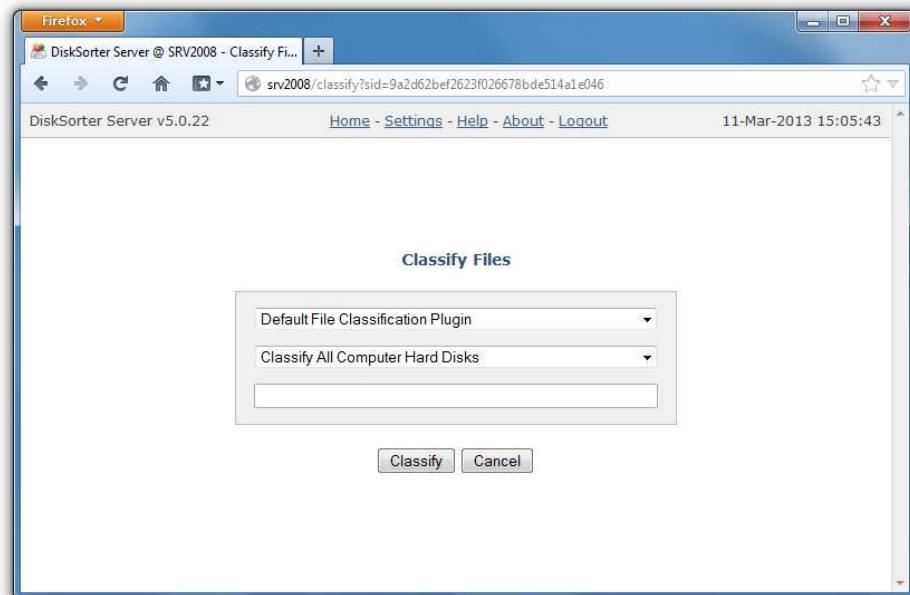 Firefox
DiskSorter Server @ SRV2008 - Classify Fi...
srv2008/classify?sid=9a2d62bef2623f026678bde514a1e046
DiskSorter Server v5.0.22 Home - Settings - Help - About - Logout 11-Mar-2013 15:05:43
Classify Files
Default File Classification Plugin
Classify All Computer Hard Disks
Classify Cancel